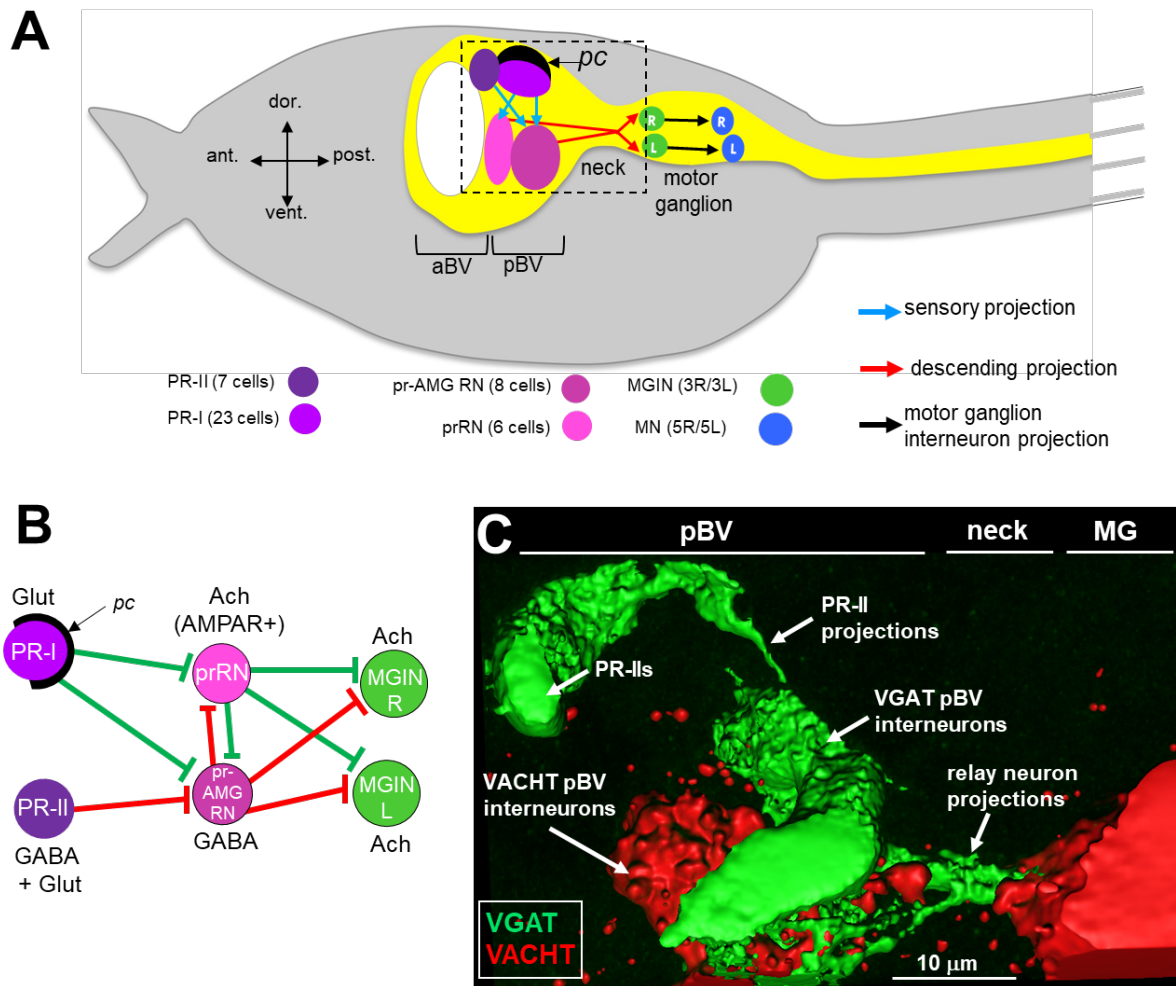 A
pc
dor.
ant.
post.
vent.
R
R
L
L
neck
motor
ganglion
aBV
pBV
sensory projection
descending projection
motor ganglion
interneuron projection
PR-II (7 cells)
PR-I (23 cells)
pr-AMG RN (8 cells)
prRN (6 cells)
MGIN (3R/3L)
MN (5R/5L)
B
Glut
pc
PR-I
Ach
(AMPAR+)
prRN
Ach
MGIN
R
PR-II
pr-
AMG
RN
MGIN
L
GABA
+ Glut
GABA
Ach
C
pBV
neck
MG
PR-II
projections
PR-IIs
VGAT pBV
interneurons
VACHT pBV
interneurons
relay neuron
projections
VGAT
VACHT
10 μm